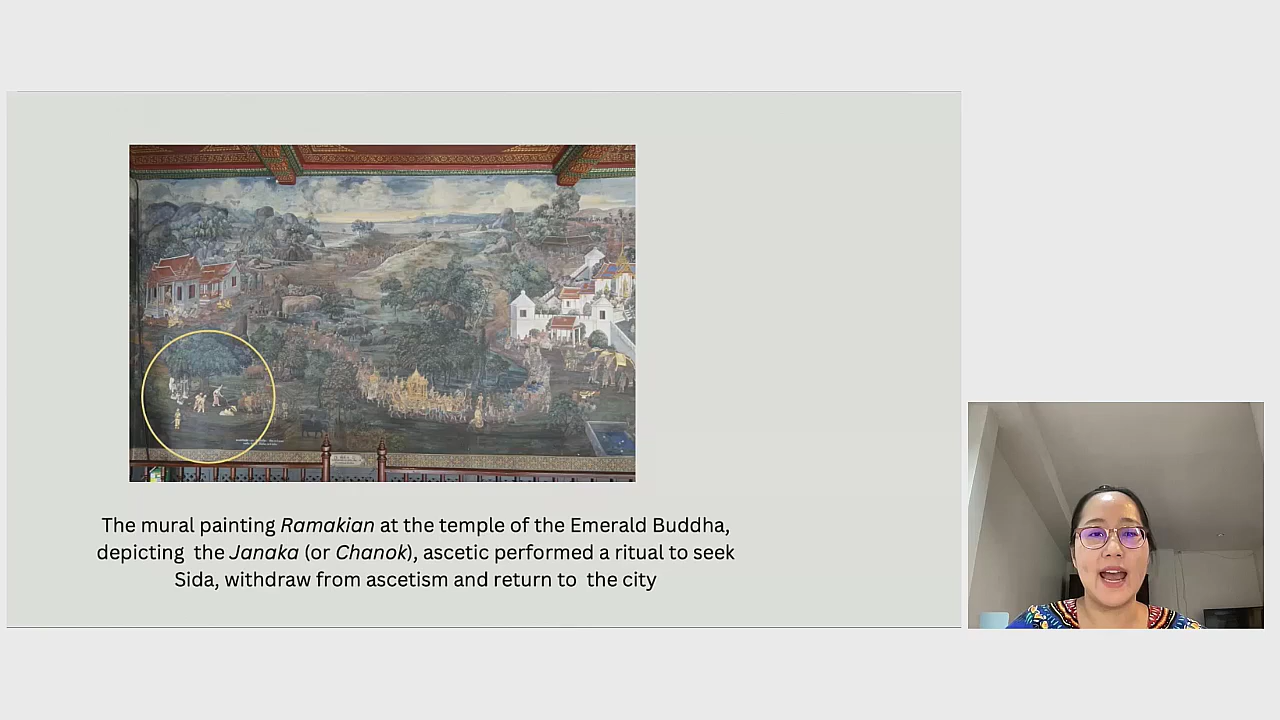 The mural painting Ramakian at the temple of the Emerald Buddha,
depicting  the Janaka (or Chanok), ascetic performed a ritual to seek
Sida, withdraw from ascetism and return to  the city